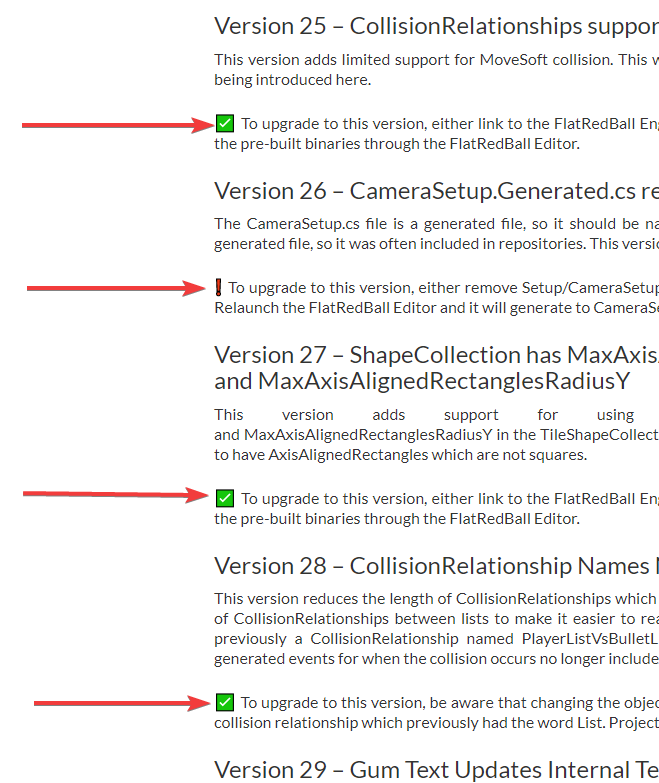 Version 25 – CollisionRelationships suppor
This version adds limited support for MoveSoft collision. This
being introduced here.
✅ To upgrade to this version, either link to the FlatRedBall En
the pre-built binaries through the FlatRedBall Editor.
Version 26 – CameraSetup.Generated.cs re
The CameraSetup.cs file is a generated file, so it should be na
generated file, so it was often included in repositories. This versi
❗ To upgrade to this version, either remove Setup/CameraSetup
Relaunch the FlatRedBall Editor and it will generate to CameraSe
Version 27 – ShapeCollection has MaxAxis
and MaxAxisAlignedRectanglesRadiusY
This version adds support for using
and MaxAxisAlignedRectanglesRadiusY in the TileShapeCollect
to have AxisAlignedRectangles which are not squares.
✅ To upgrade to this version, either link to the FlatRedBall En
the pre-built binaries through the FlatRedBall Editor.
Version 28 – CollisionRelationship Names
This version reduces the length of CollisionRelationships which
of CollisionRelationships between lists to make it easier to rea
previously a CollisionRelationship named PlayerListVsBulletL
generated events for when the collision occurs no longer include
✅ To upgrade to this version, be aware that changing the objec
collision relationship which previously had the word List. Project
Version 29 – Gum Text Updates Internal Te